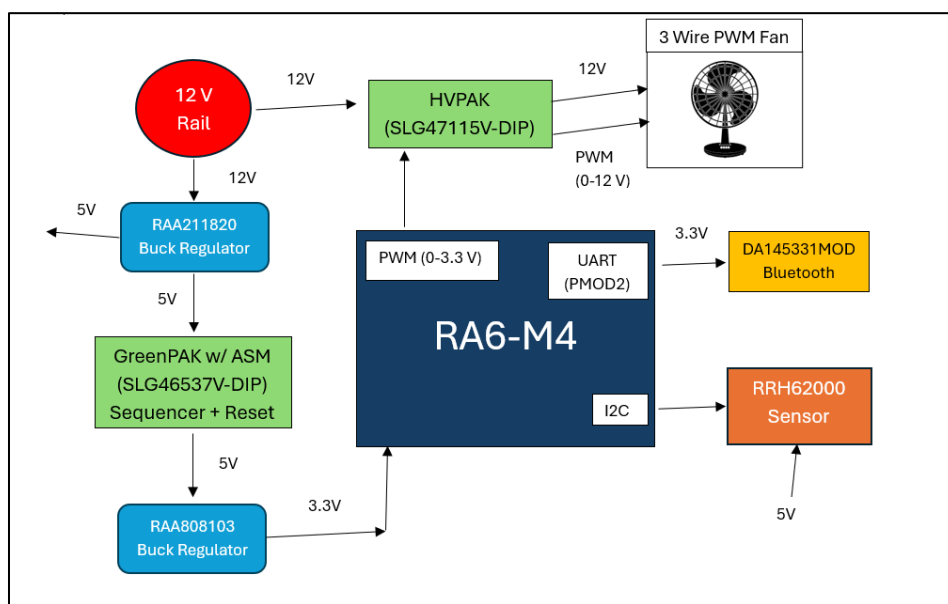 3 Wire PWM Fan
12 V
Rail
12V
HVPAK
(SLG47115V-DIP)
12V
PWM
(0-12 V)
12V
5V
RAA211820
Buck Regulator
5V
GreenPAK w/ ASM
(SLG46537V-DIP)
Sequencer + Reset
5V
RAA808103
Buck Regulator
3.3V
PWM (0-3.3 V)
UART
(PMOD2)
RA6-M4
I2C
3.3V
DA145331MOD
Bluetooth
RRH62000
Sensor
5V